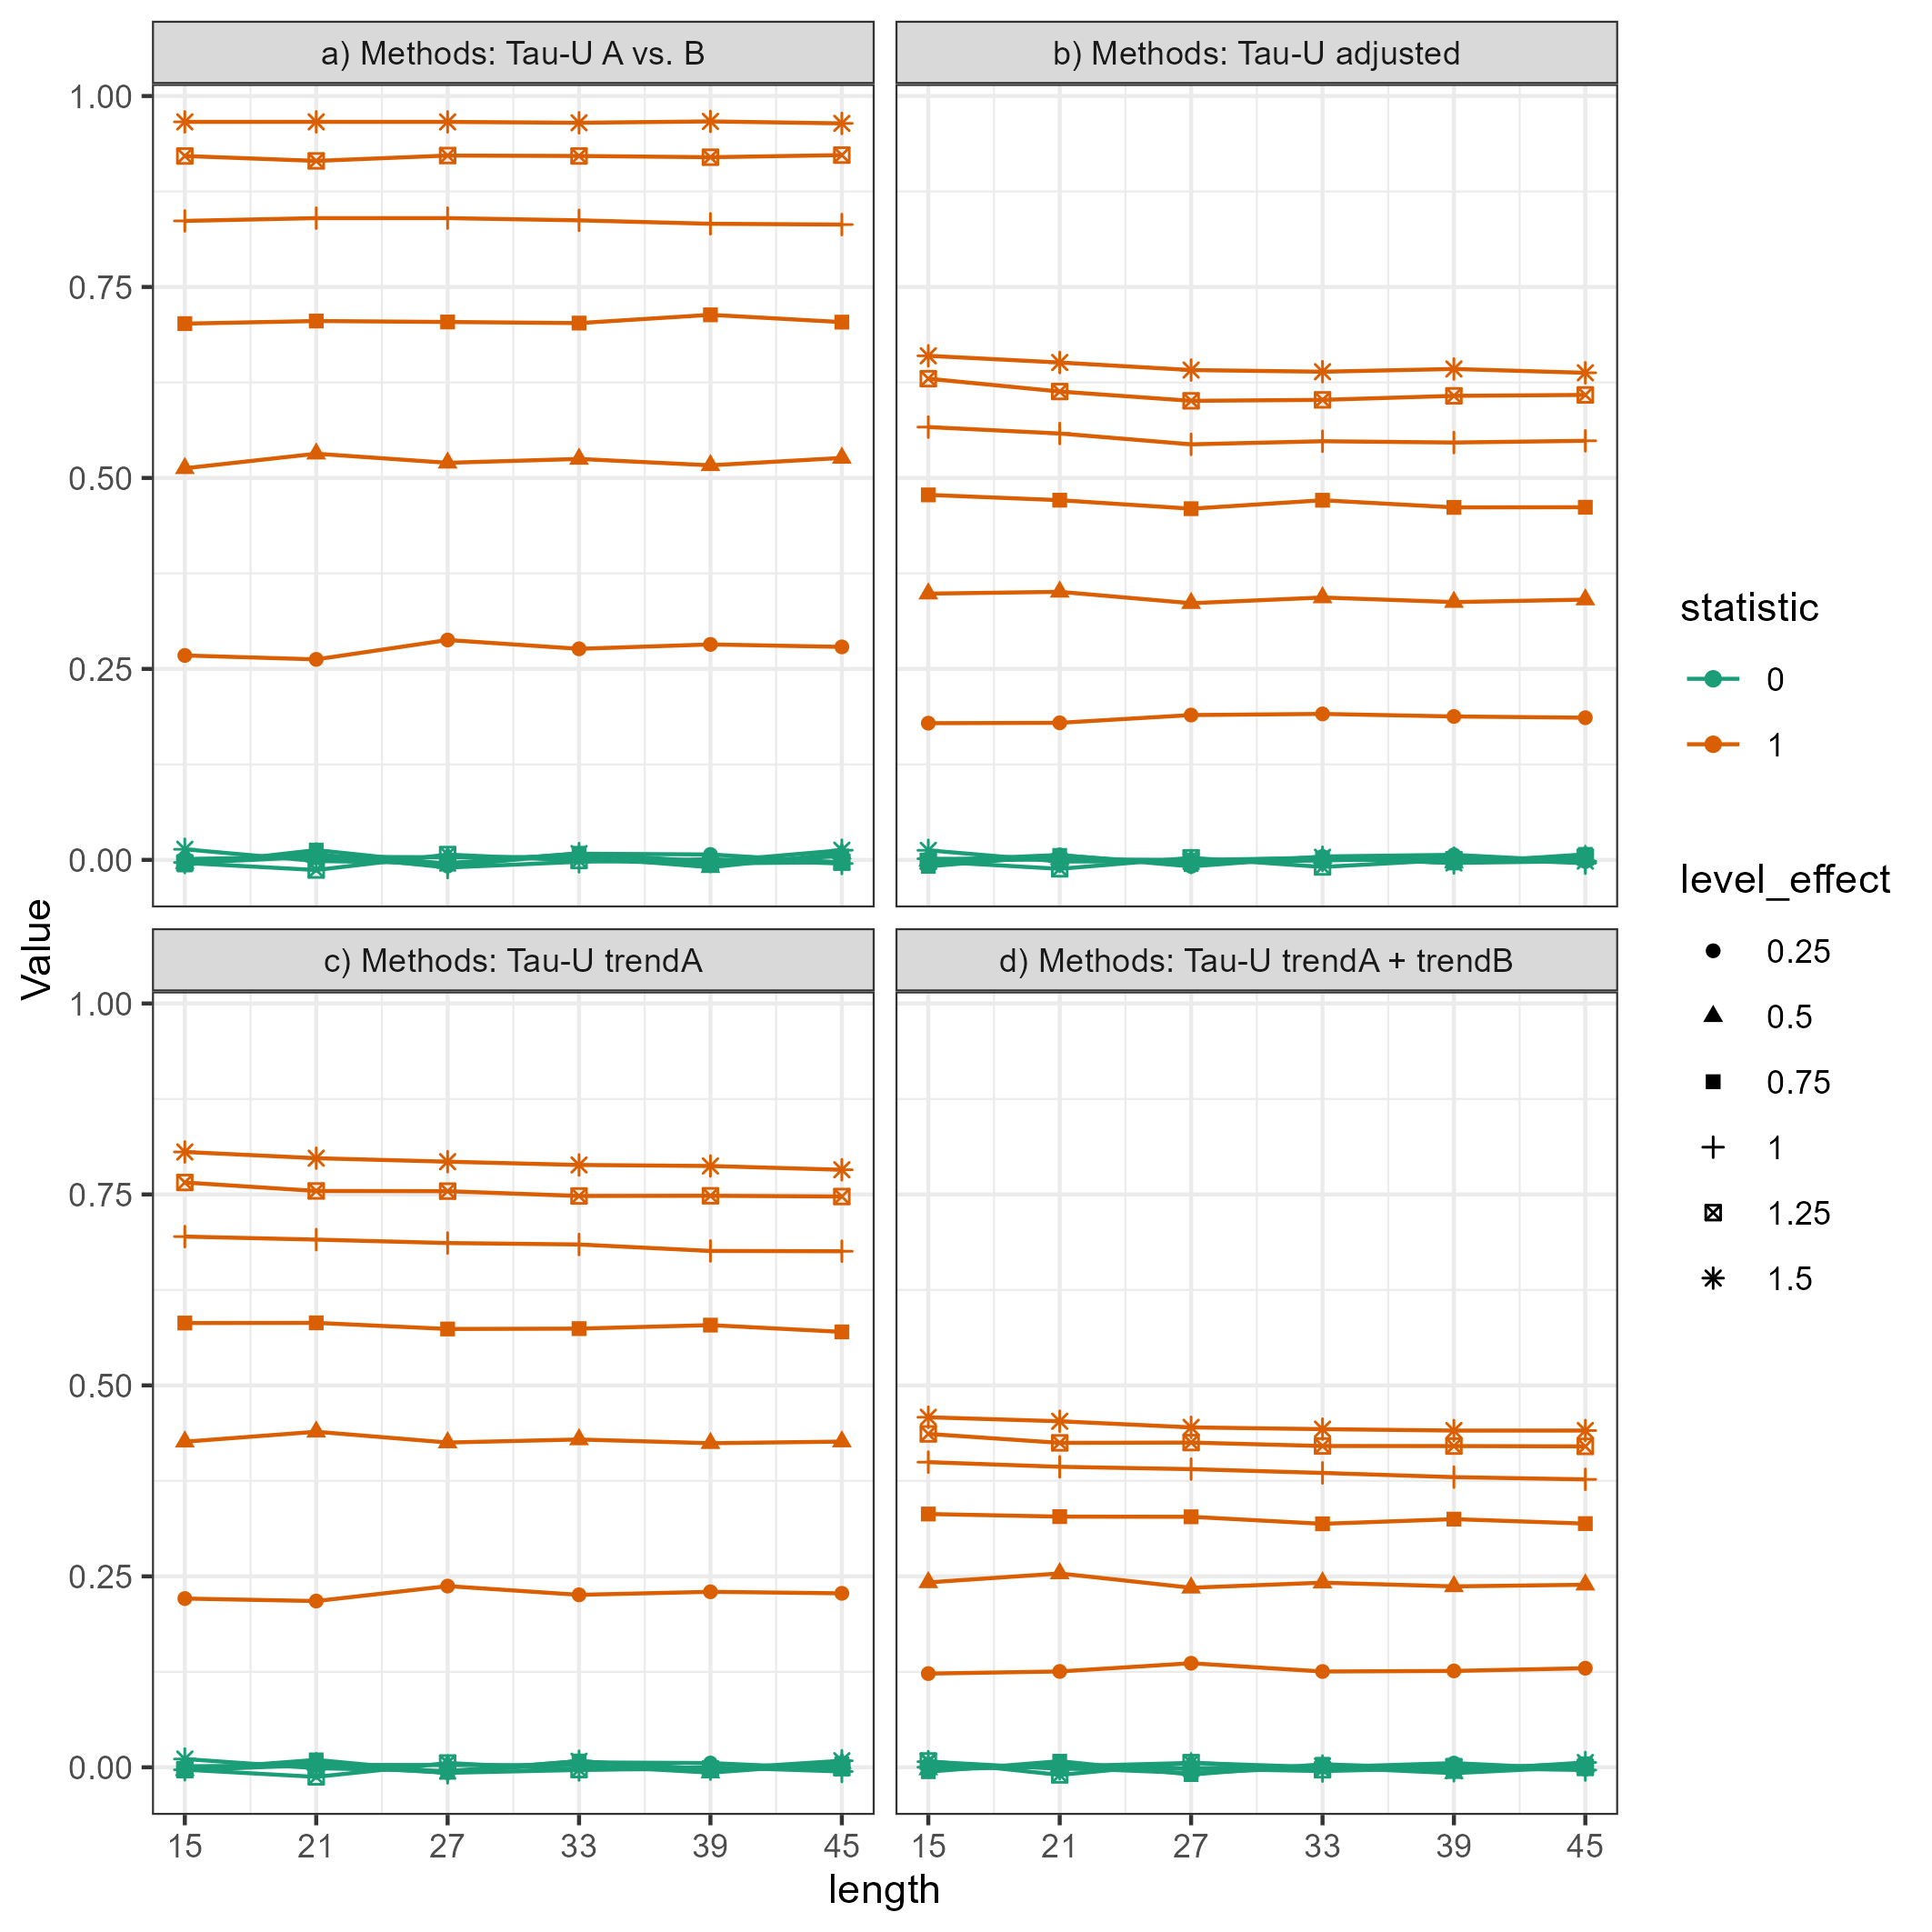 a) Methods: Tau-U A vs. B
b) Methods: Tau-U adjusted
1.00
0.75
0.50
0.25
0.00
c) Methods: Tau-U trendA
d) Methods: Tau-U trendA + trendB
1.00
0.75
0.50
0.25
0.00
Value
15 21 27 33 39 45
15 21 27 33 39 45
length
statistic
0
1
level_effect
0.25
0.5
0.75
1
1.25
1.5